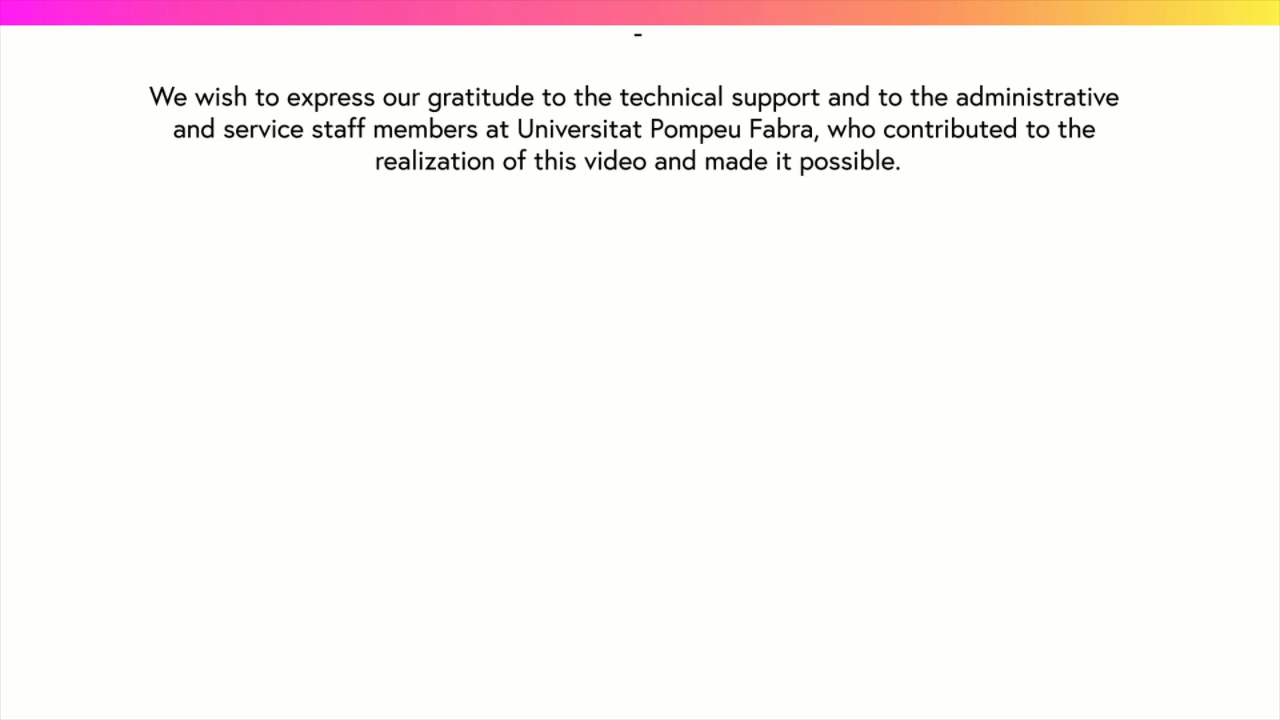 -
We wish to express our gratitude to the technical support and to the administrative
and service staff members at Universitat Pompeu Fabra, who contributed to the
realization of this video and made it possible.